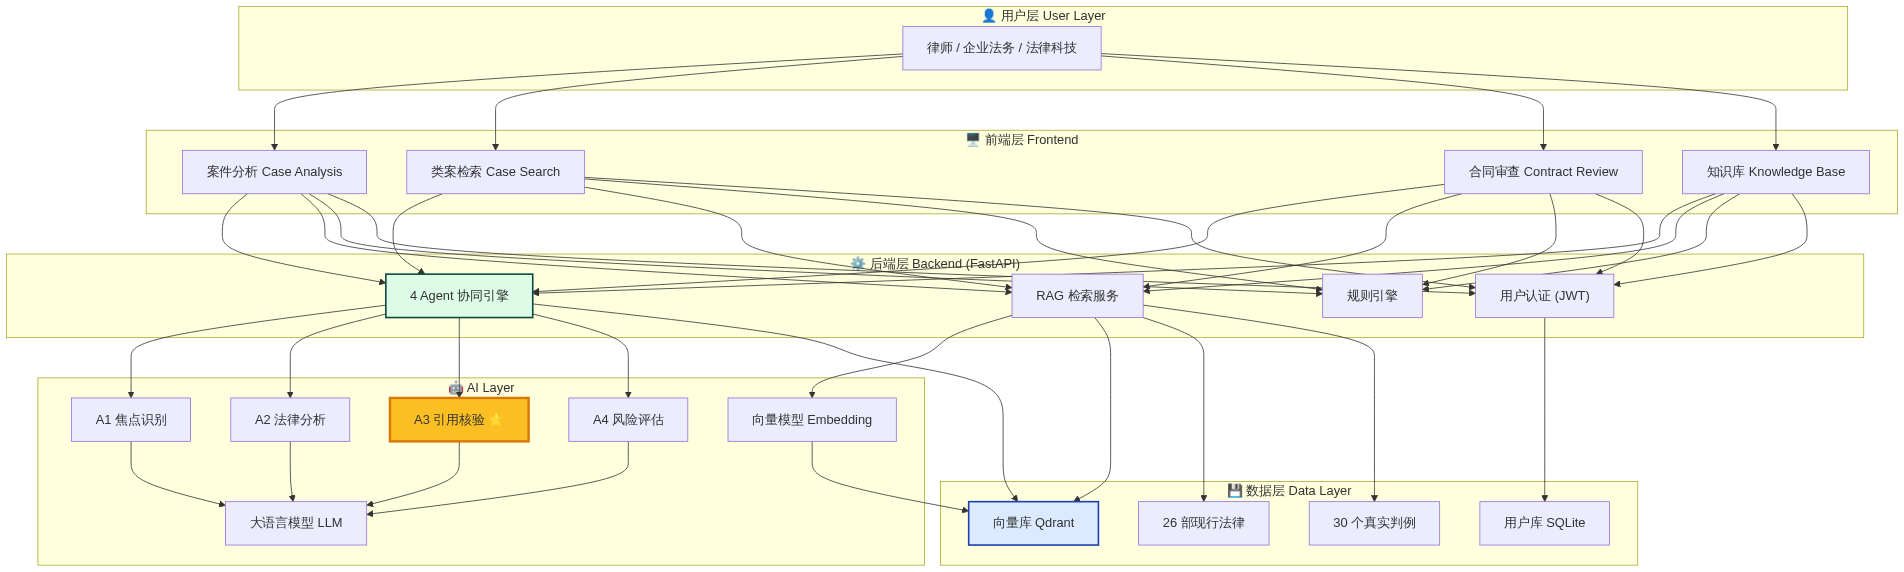 👤 用户层 User Layer
律师 / 企业法务 / 法律科技
🖥️ 前端层 Frontend
案件分析 Case Analysis
类案检索 Case Search
合同审查 Contract Review
知识库 Knowledge Base
⚙️ 后端层 Backend (FastAPI)
4 Agent 协同引擎
RAG 检索服务
规则引擎
用户认证 (JWT)
🤖 AI Layer
A1 焦点识别
A2 法律分析
A3 引用核验 ⭐
A4 风险评估
向量模型 Embedding
大语言模型 LLM
💾 数据层 Data Layer
向量库 Qdrant
26 部现行法律
30 个真实判例
用户库 SQLite